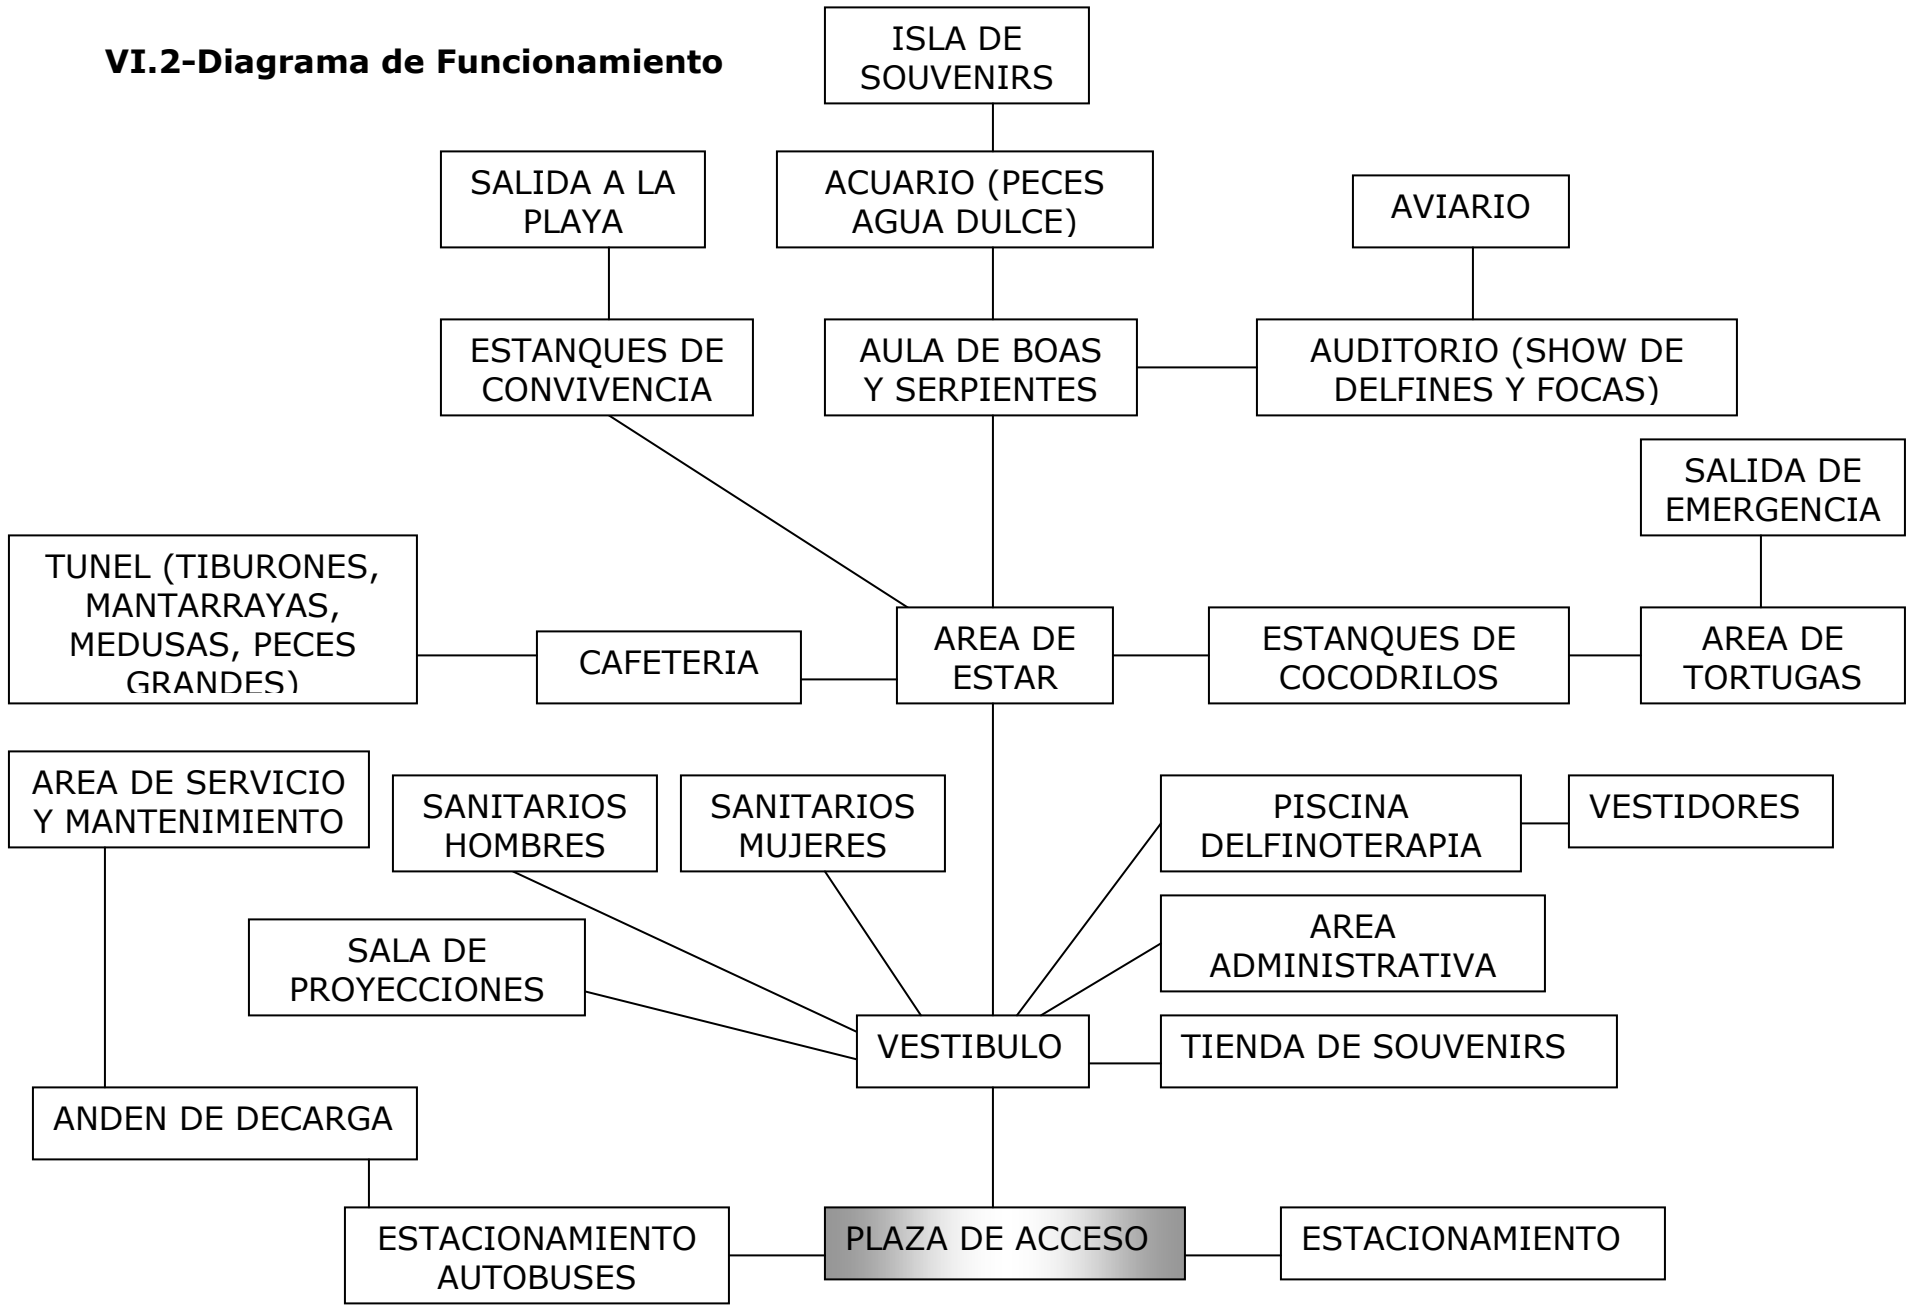 VI.2-Diagrama de Funcionamiento
ISLA DE
SOUVENIRS
SALIDA A LA
PLAYA
ACUARIO (PECES
AGUA DULCE)
AVIARIO
ESTANQUES DE
CONVIVENCIA
AULA DE BOAS
Y SERPIENTES
AUDITORIO (SHOW DE
DELFINES Y FOCAS)
SALIDA DE
EMERGENCIA
TUNEL (TIBURONES,
MANTARRAYAS,
MEDUSAS, PECES
GRANDES)
CAFETERIA
AREA DE
ESTAR
ESTANQUES DE
COCODRILOS
AREA DE
TORTUGAS
AREA DE SERVICIO
Y MANTENIMIENTO
SANITARIOS
HOMBRES
SANITARIOS
MUJERES
PISCINA
DELFINOTERAPIA
VESTIDORES
SALA DE
PROYECCIONES
AREA
ADMINISTRATIVA
VESTIBULO
TIENDA DE SOUVENIRS
ANDEN DE DECARGA
ESTACIONAMIENTO
AUTOBUSES
PLAZA DE ACCESO
ESTACIONAMIENTO